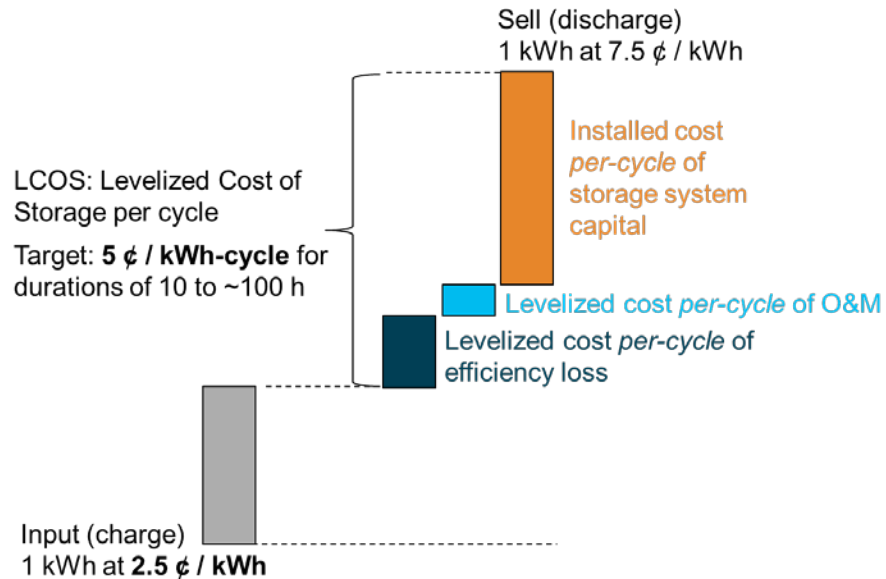 Sell (discharge)
1 kWh at 7.5 ¢ / kWh
Installed cost
per-cycle of
storage system
capital
LCOS: Levelized Cost of
Storage per cycle
Target: 5 ¢ / kWh-cycle for
durations of 10 to ~100 h
Levelized cost per-cycle of O&M
Levelized cost per-cycle of
efficiency loss
Input (charge)
1 kWh at 2.5 ¢ / kWh